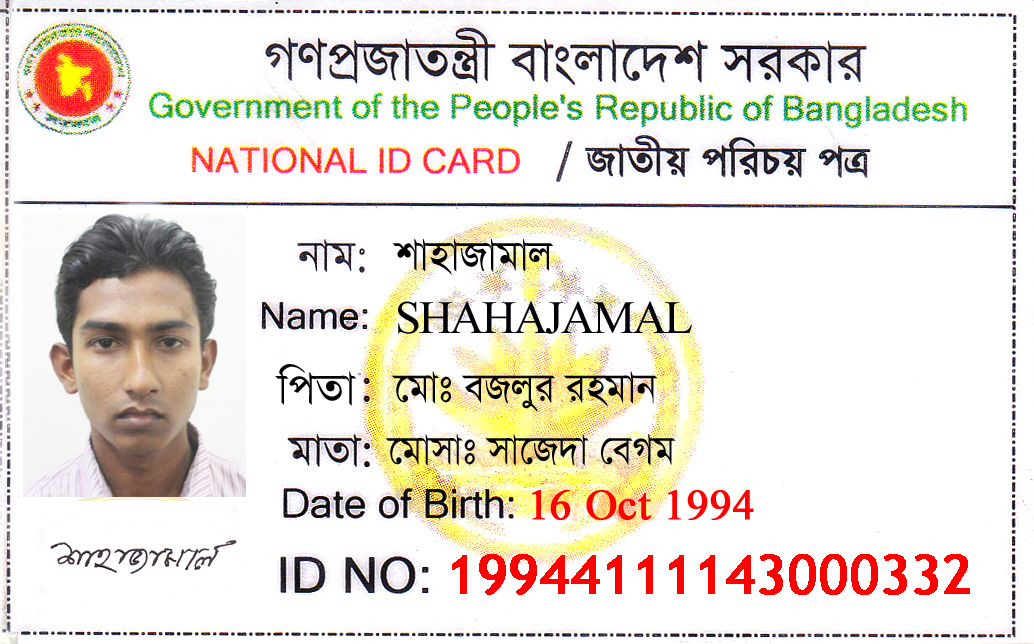 গণপ্রজাতন্ত্রী বাংলাদেশ সরকার
Government of the People's Republic of Bangladesh
NATIONAL ID CARD / জাতীয় পরিচয় পত্র
নাম: শাহাজামাল
Name: SHAHAJAMAL
পিতা: মোঃ বজলুর রহমান
মাতা: মোসাঃ সাজেদা বেগম
Date of Birth: 16 Oct 1994
শাহাজামাল
ID NO: 19944111143000332